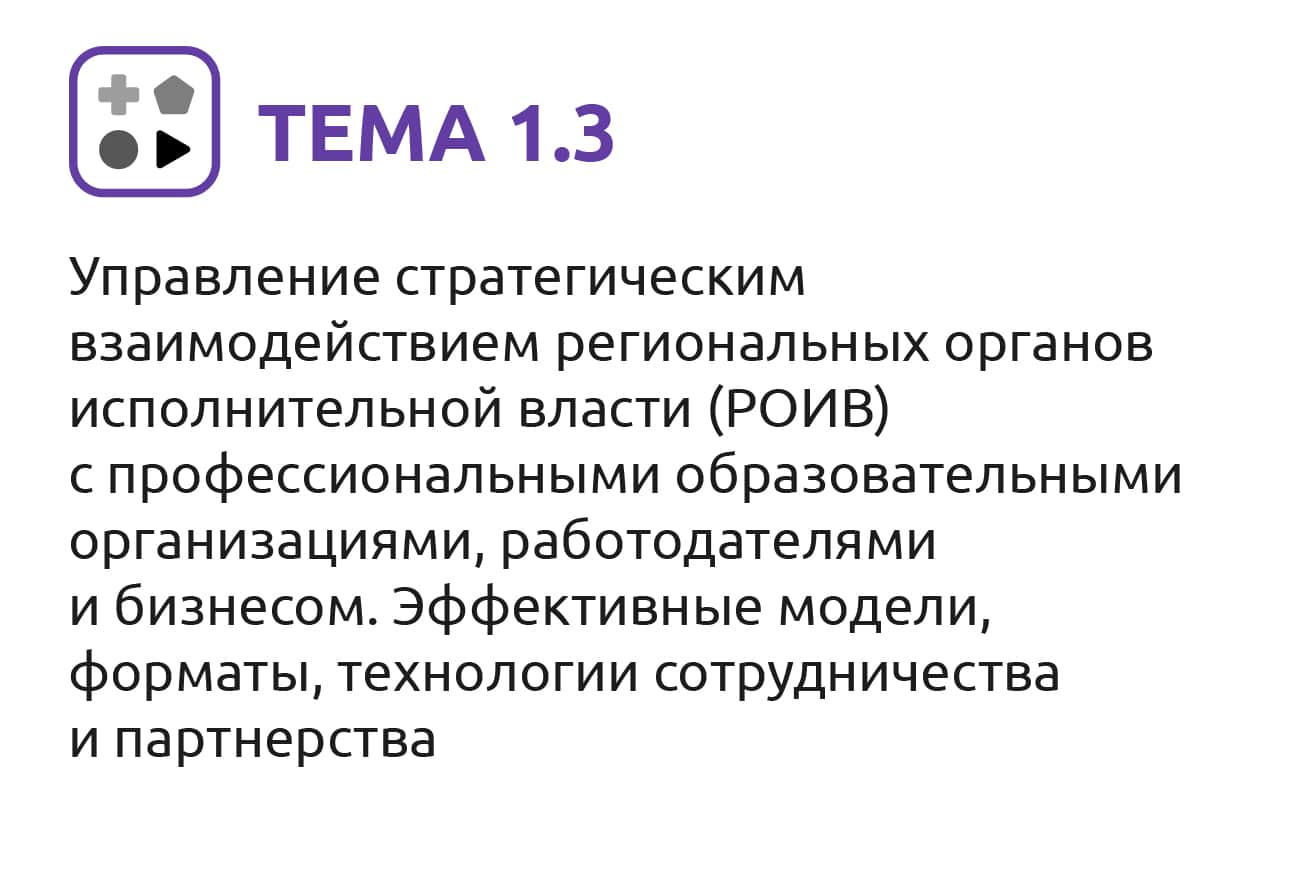 ТЕМА 1.3
Управление стратегическим
взаимодействием региональных органов
исполнительной власти (РОИВ)
с профессиональными образовательными
организациями, работодателями
и бизнесом. Эффективные модели,
форматы, технологии сотрудничества
и партнерства